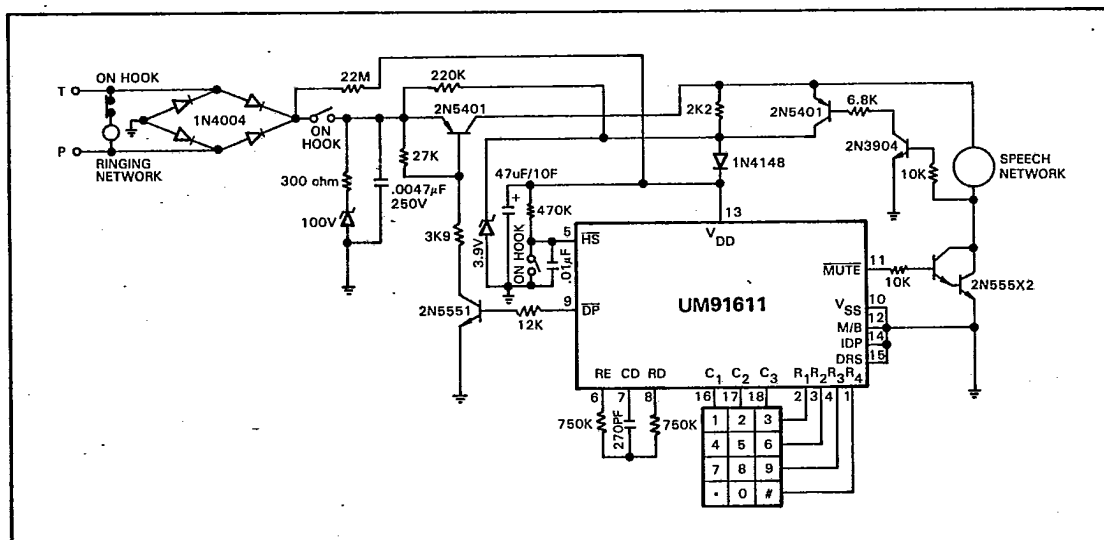 ON HOOK
T
P
1N4004
RINGING
NETWORK
22M
ON
HOOK
300 ohm
100V
.0047µF
250V
220K
2N5401
27K
3K9
2N5551
12K
47uF/10F
+
3.9V
470K
ON HOOK
.01µF
2K2
1N4148
2N5401
6.8K
2N3904
10K
SPEECH
NETWORK
2N555X2
10K
5 HS
9 DP
13
VDD
UM91611
MUTE 11
VSS 10
M/B 12
IDP 14
DRS 15
RE CD RD C1 C2 C3 R1 R2 R3 R4
6 7 8 16 17 18 2 3 4 1
750K
270PF
750K
1 2 3
4 5 6
7 8 9
• 0 #